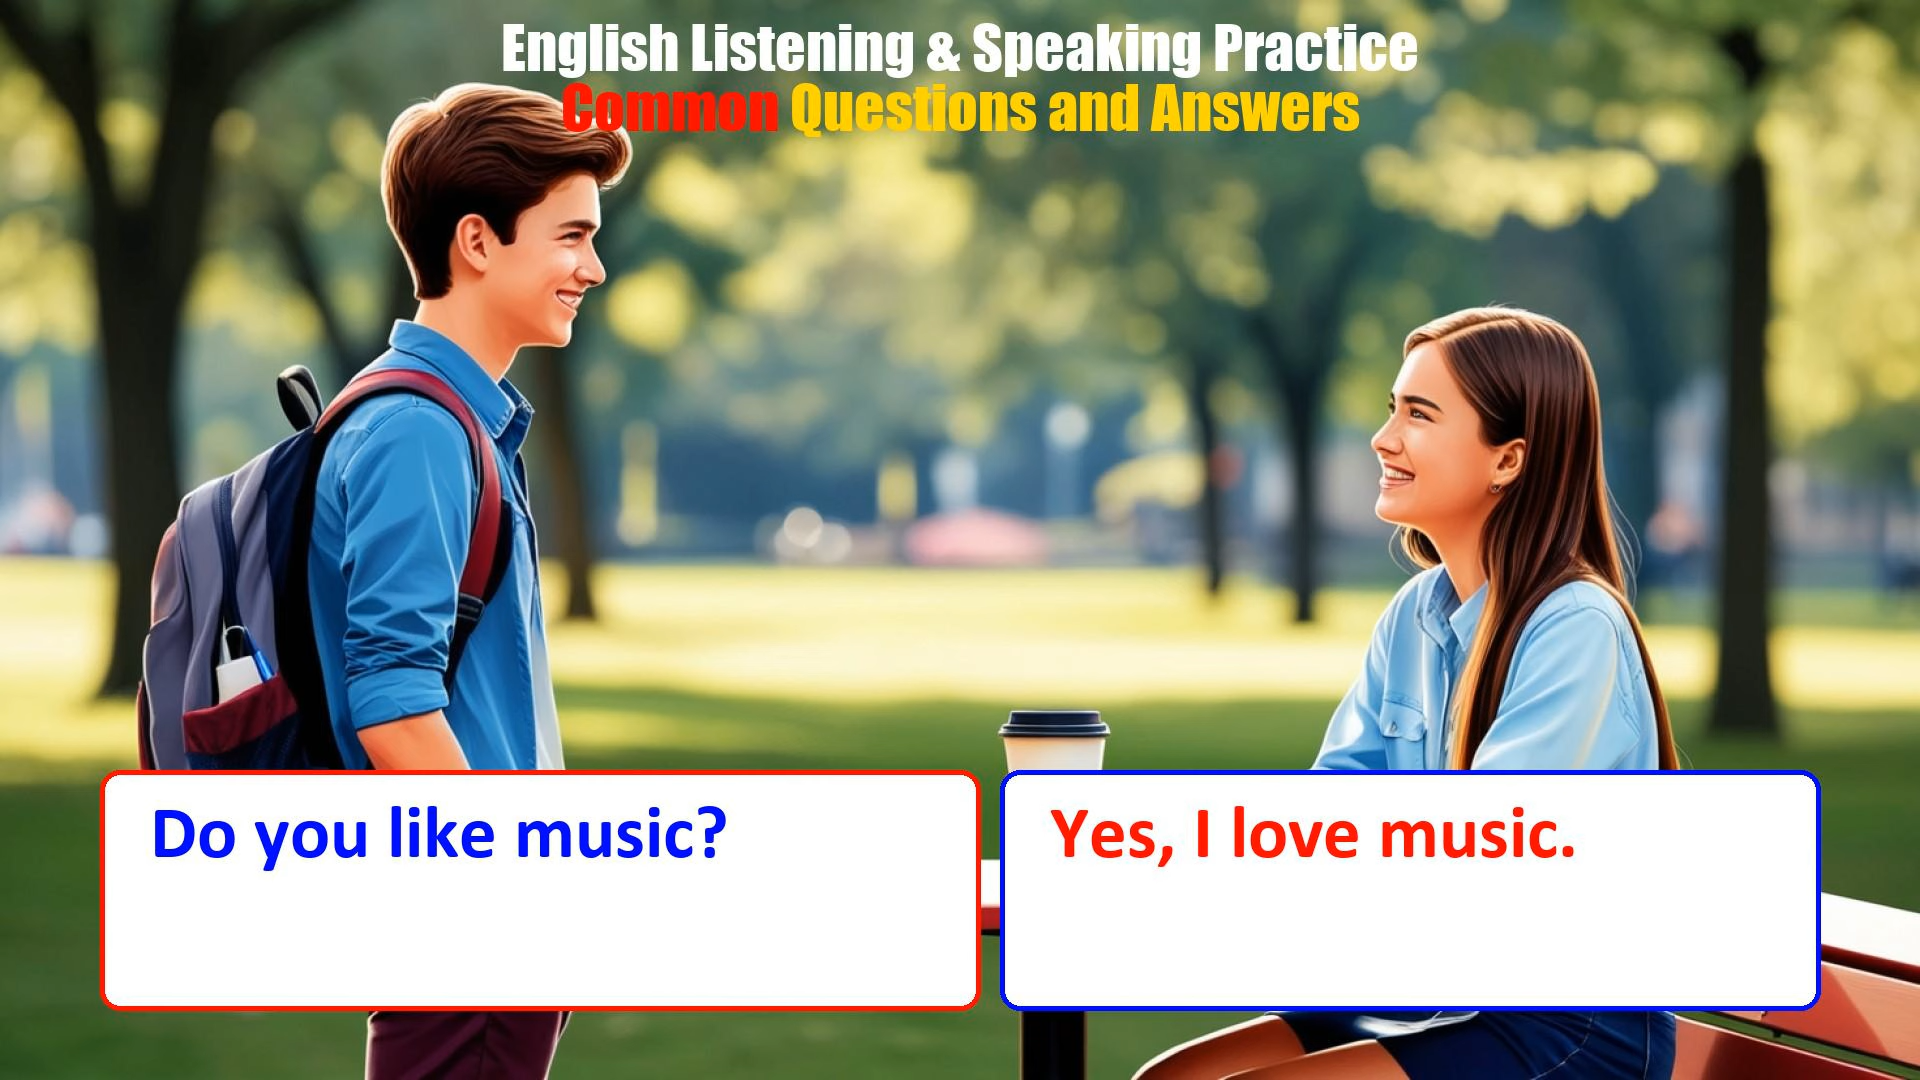 English Listening & Speaking Practice
Common Questions and Answers
Do you like music?
Yes, I love music.